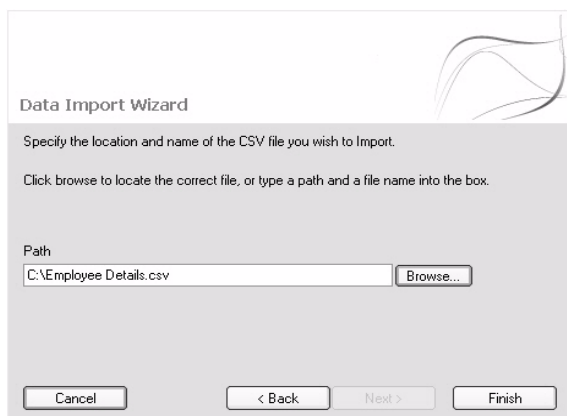 Data Import Wizard
Specify the location and name of the CSV file you wish to Import.
Click browse to locate the correct file, or type a path and a file name into the box.
Path
C:\Employee Details.csv
Browse...
Cancel
< Back
Next >
Finish